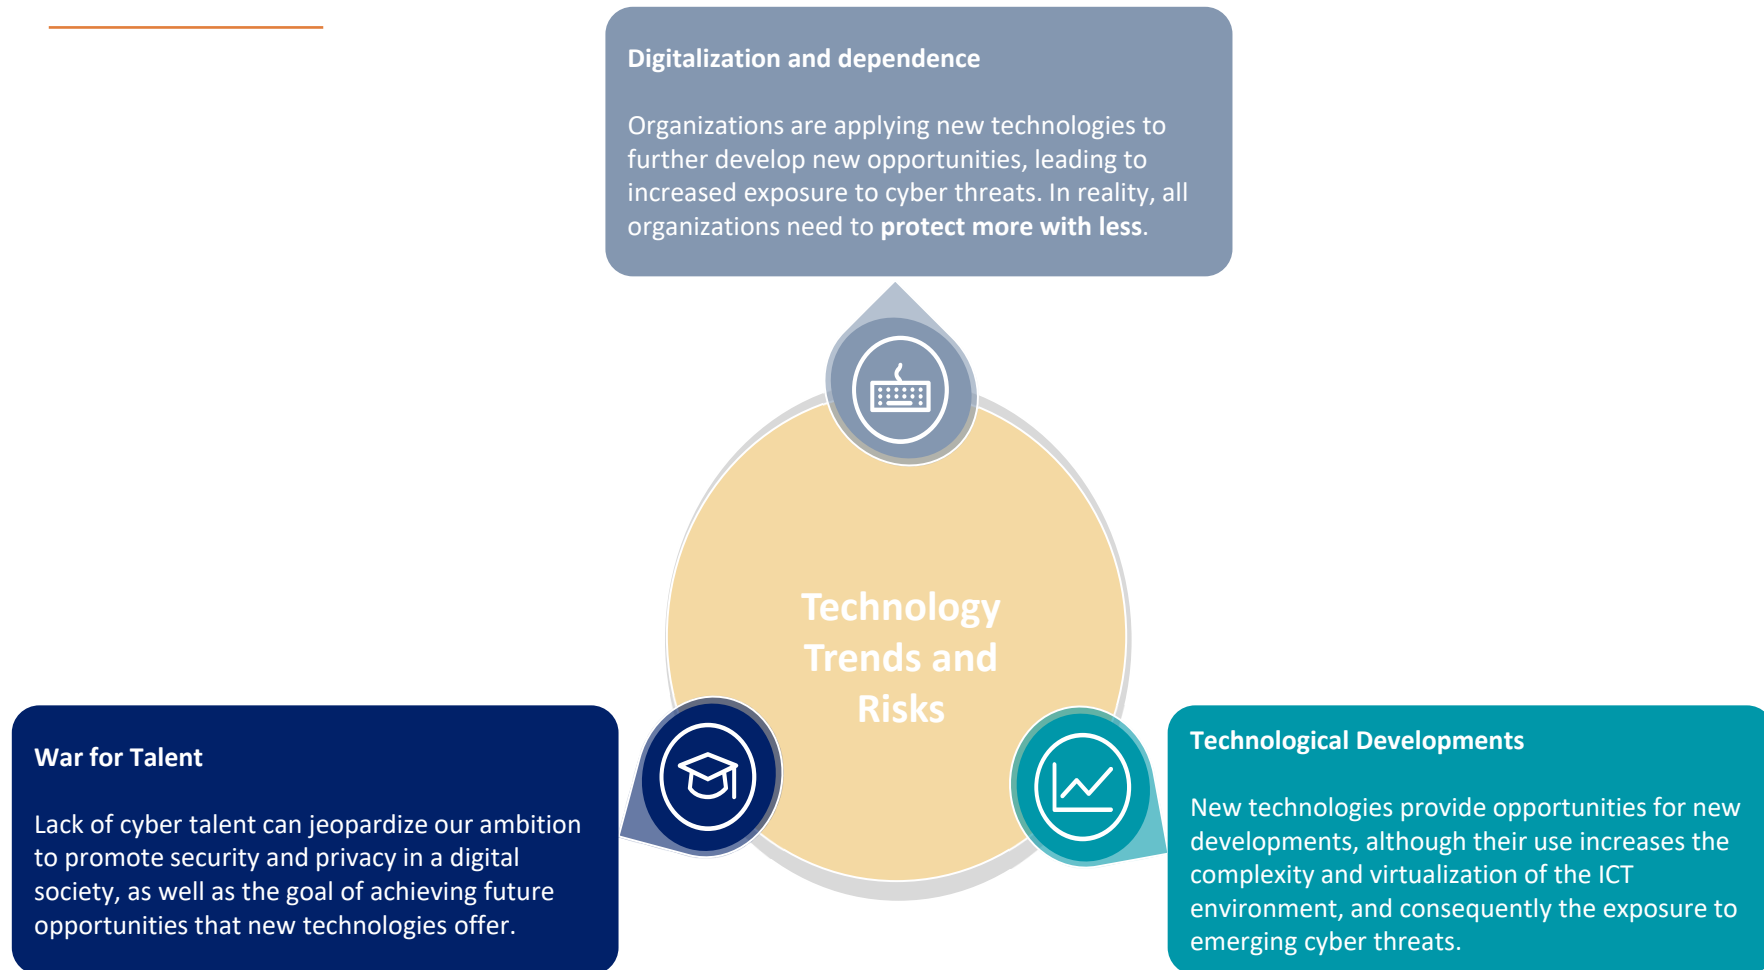 Digitalization and dependence
Organizations are applying new technologies to
further develop new opportunities, leading to
increased exposure to cyber threats. In reality, all
organizations need to protect more with less.
Technology
Trends and
Risks
War for Talent
Lack of cyber talent can jeopardize our ambition
to promote security and privacy in a digital
society, as well as the goal of achieving future
opportunities that new technologies offer.
Technological Developments
New technologies provide opportunities for new
developments, although their use increases the
complexity and virtualization of the ICT
environment, and consequently the exposure to
emerging cyber threats.